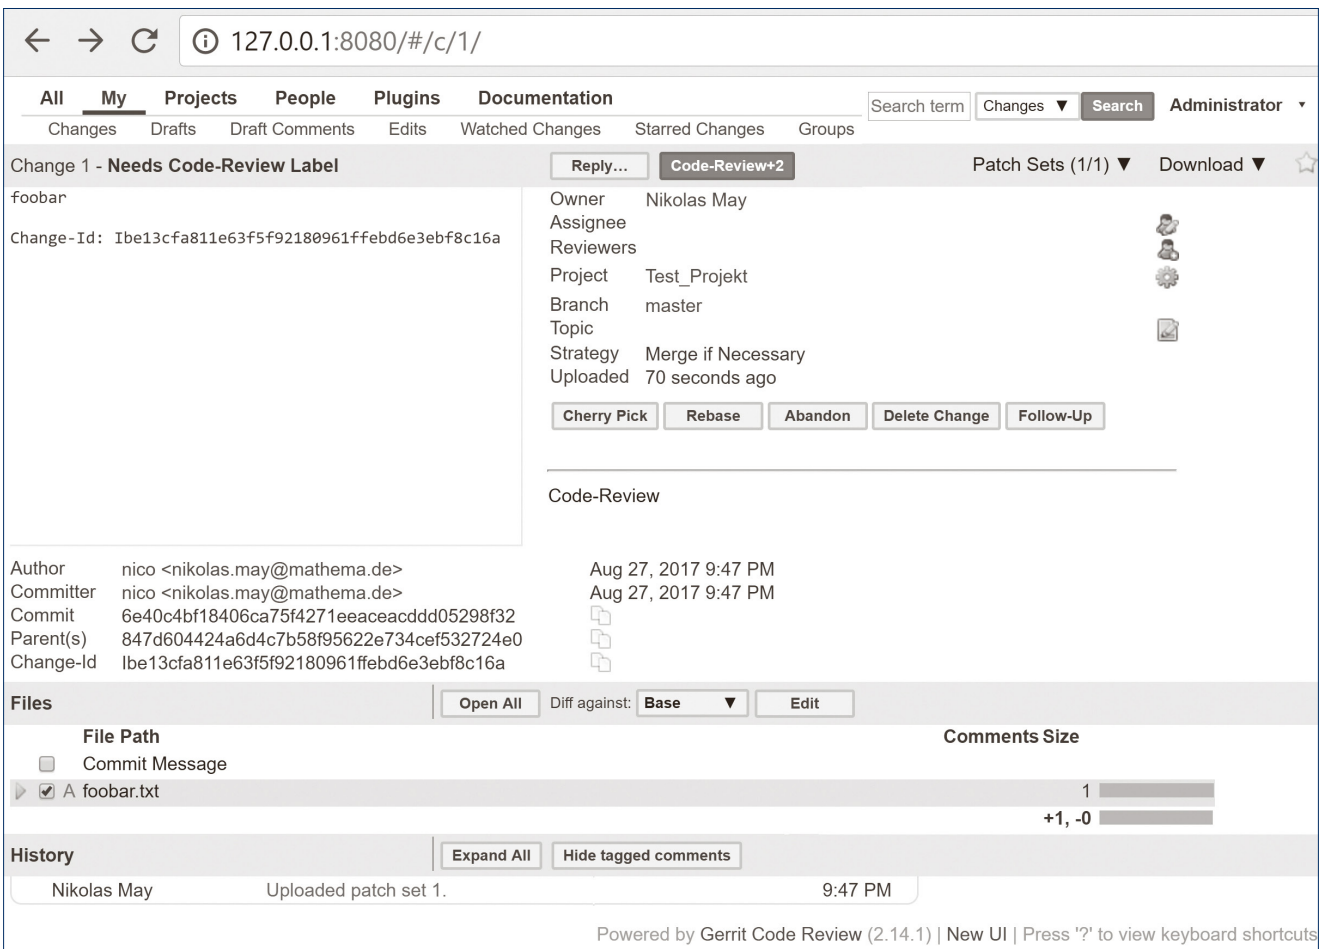 127.0.0.1:8080/#/c/1/
All My Projects People Plugins Documentation
Search term Changes ▼ Search Administrator ▼
Changes Drafts Draft Comments Edits Watched Changes Starred Changes Groups
Change 1 - Needs Code-Review Label Reply... Code-Review+2 Patch Sets (1/1) ▼ Download ▼
foobar
Change-Id: Ibe13cfa811e63f5f92180961ffebd6e3ebf8c16a
Owner Nikolas May
Assignee
Reviewers
Project Test_Projekt
Branch master
Topic
Strategy Merge if Necessary
Uploaded 70 seconds ago
Cherry Pick Rebase Abandon Delete Change Follow-Up
Code-Review
Author nico <nikolas.may@mathema.de> Aug 27, 2017 9:47 PM
Committer nico <nikolas.may@mathema.de> Aug 27, 2017 9:47 PM
Commit 6e40c4bf18406ca75f4271eeaceacddd05298f32
Parent(s) 847d604424a6d4c7b58f95622e734cef532724e0
Change-Id Ibe13cfa811e63f5f92180961ffebd6e3ebf8c16a
Files Open All Diff against: Base ▼ Edit
File Path Comments Size
Commit Message
A foobar.txt 1
+1, -0
History Expand All Hide tagged comments
Nikolas May Uploaded patch set 1. 9:47 PM
Powered by Gerrit Code Review (2.14.1) | New UI | Press '?' to view keyboard shortcuts